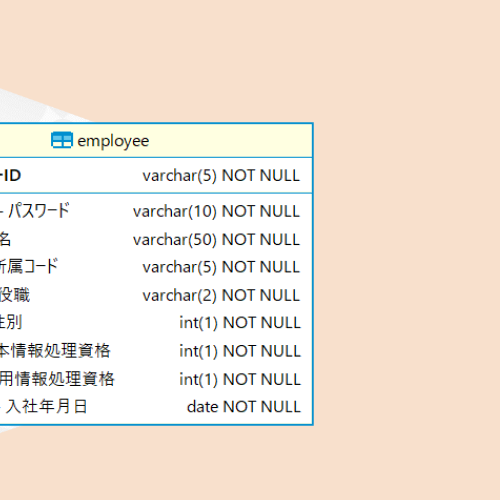 employee
ID varchar(5) NOT NULL
パスワード varchar(10) NOT NULL
名 varchar(50) NOT NULL
所属コード varchar(5) NOT NULL
役職 varchar(2) NOT NULL
性別 int(1) NOT NULL
本情報処理資格 int(1) NOT NULL
用情報処理資格 int(1) NOT NULL
入社年月日 date NOT NULL